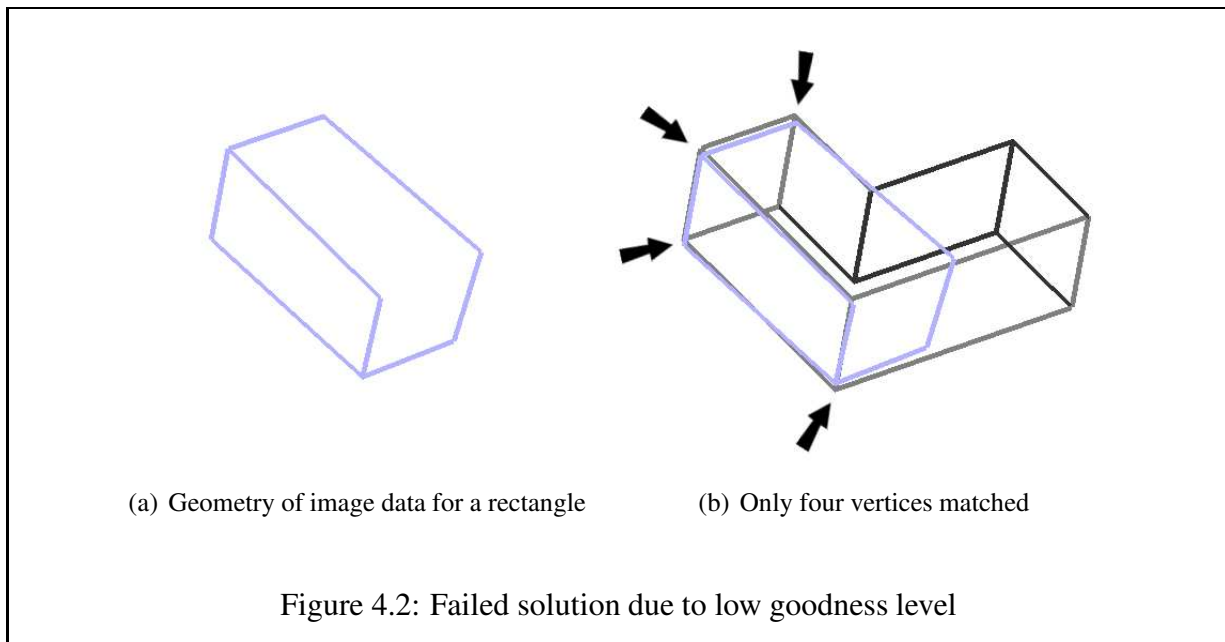 (a) Geometry of image data for a rectangle
(b) Only four vertices matched
Figure 4.2: Failed solution due to low goodness level